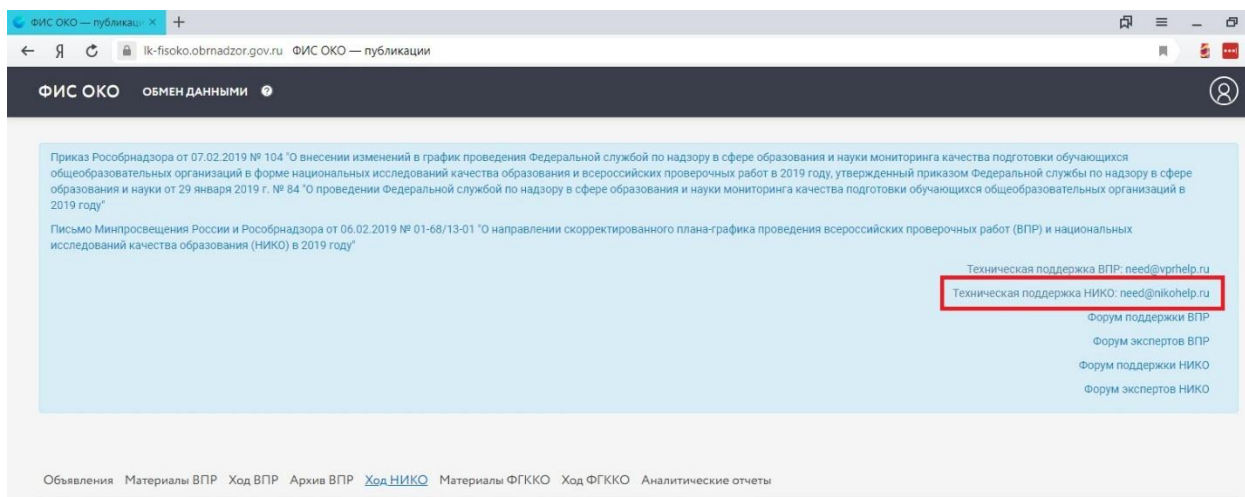 ФИС ОКО — публикаци
lk-fisoko.obrnadzor.gov.ru ФИС ОКО — публикации
ФИС ОКО ОБМЕН ДАННЫМИ
Приказ Рособрнадзора от 07.02.2019 № 104 "О внесении изменений в график проведения Федеральной службой по надзору в сфере образования и науки мониторинга качества подготовки обучающихся
общеобразовательных организаций в форме национальных исследований качества образования и всероссийских проверочных работ в 2019 году, утвержденный приказом Федеральной службы по надзору в сфере
образования и науки от 29 января 2019 г. № 84 "О проведении Федеральной службой по надзору в сфере образования и науки мониторинга качества подготовки обучающихся общеобразовательных организаций в
2019 году"
Письмо Минпросвещения России и Рособрнадзора от 06.02.2019 № 01-68/13-01 "О направлении скорректированного плана-графика проведения всероссийских проверочных работ (ВПР) и национальных
исследований качества образования (НИКО) в 2019 году"
Техническая поддержка ВПР: need@vprhelp.ru
Техническая поддержка НИКО: need@nikohelp.ru
Форум поддержки ВПР
Форум экспертов ВПР
Форум поддержки НИКО
Форум экспертов НИКО
Объявления Материалы ВПР Ход ВПР Архив ВПР Ход НИКО Материалы ФГККО Ход ФГККО Аналитические отчеты